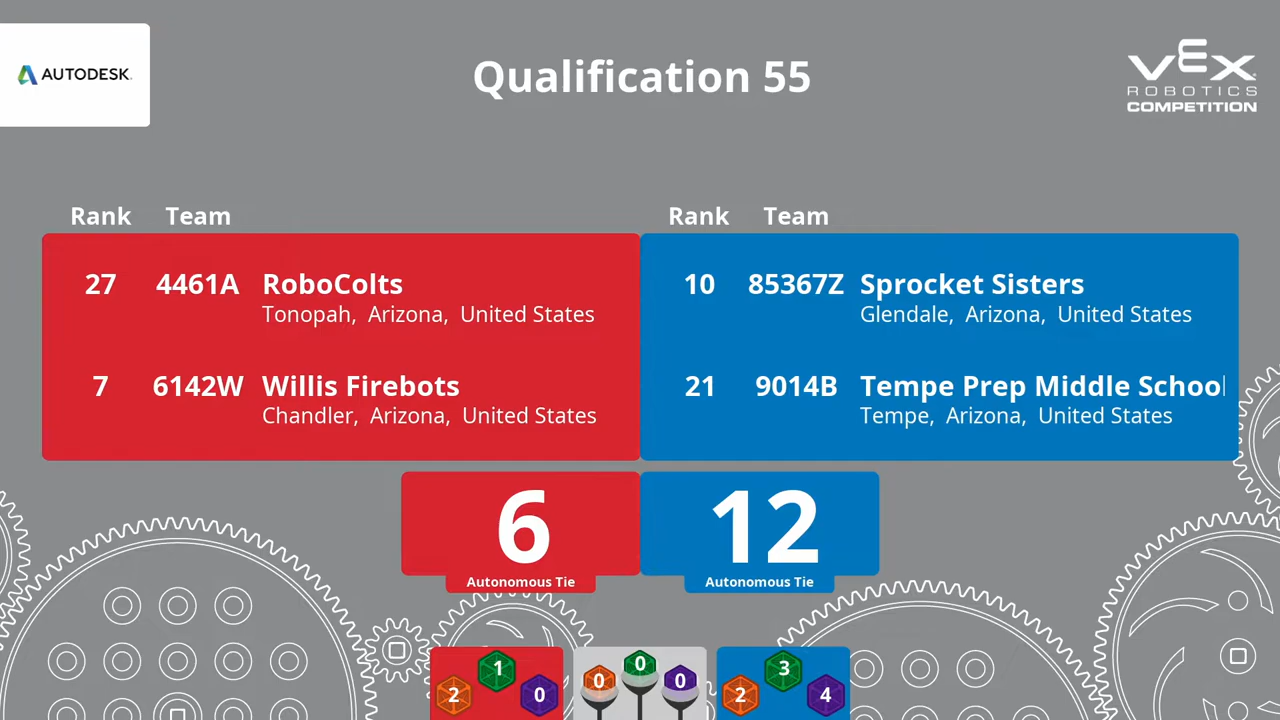 AUTODESK
Qualification 55
VEX
ROBOTICS
COMPETITION
Rank Team
27 4461A RoboColts
Tonopah, Arizona, United States
7 6142W Willis Firebots
Chandler, Arizona, United States
Rank Team
10 85367Z Sprocket Sisters
Glendale, Arizona, United States
21 9014B Tempe Prep Middle School
Tempe, Arizona, United States
6 12
Autonomous Tie Autonomous Tie
2 1 0
0 0 0
2 3 4